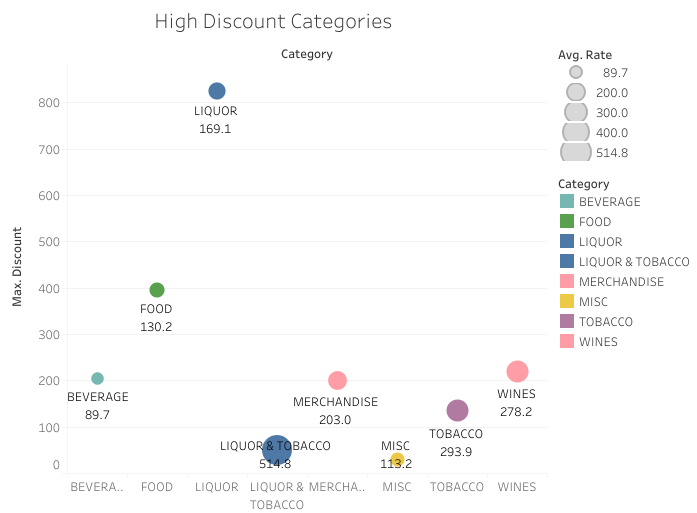 High Discount Categories
Category
Max. Discount
800
700
600
500
400
300
200
100
0
LIQUOR
169.1
FOOD
130.2
BEVERAGE
89.7
MERCHANDISE
203.0
WINES
278.2
TOBACCO
293.9
LIQUOR & TOBACCO
514.8
MISC
113.2
BEVERA..
FOOD
LIQUOR
LIQUOR &
TOBACCO
MERCHA..
MISC
TOBACCO
WINES
Avg. Rate
89.7
200.0
300.0
400.0
514.8
Category
BEVERAGE
FOOD
LIQUOR
LIQUOR & TOBACCO
MERCHANDISE
MISC
TOBACCO
WINES